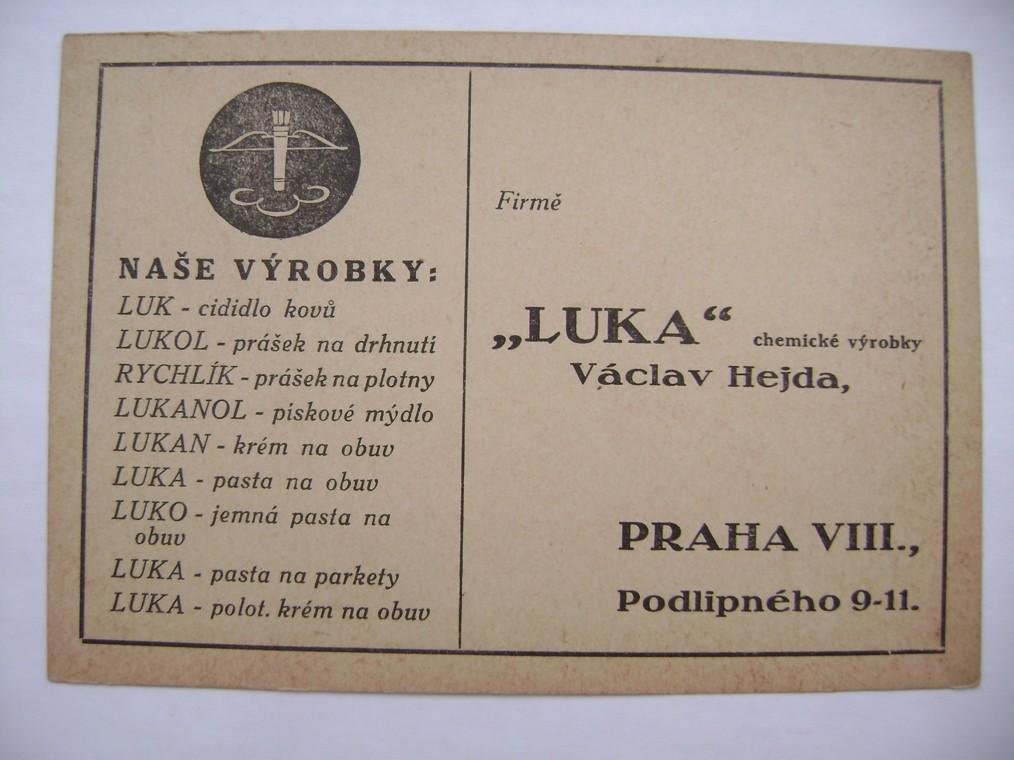 NAŠE VÝROBKY:
LUK - cididlo kovů
LUKOL - prášek na drhnutí
RYCHLÍK - prášek na plotny
LUKANOL - pískové mýdlo
LUKAN - krém na obuv
LUKA - pasta na obuv
LUKO - jemná pasta na
obuv
LUKA - pasta na parkety
LUKA - polot. krém na obuv
Firmě
„LUKA“ chemické výrobky
Václav Hejda,
PRAHA VIII.,
Podlipného 9-11.